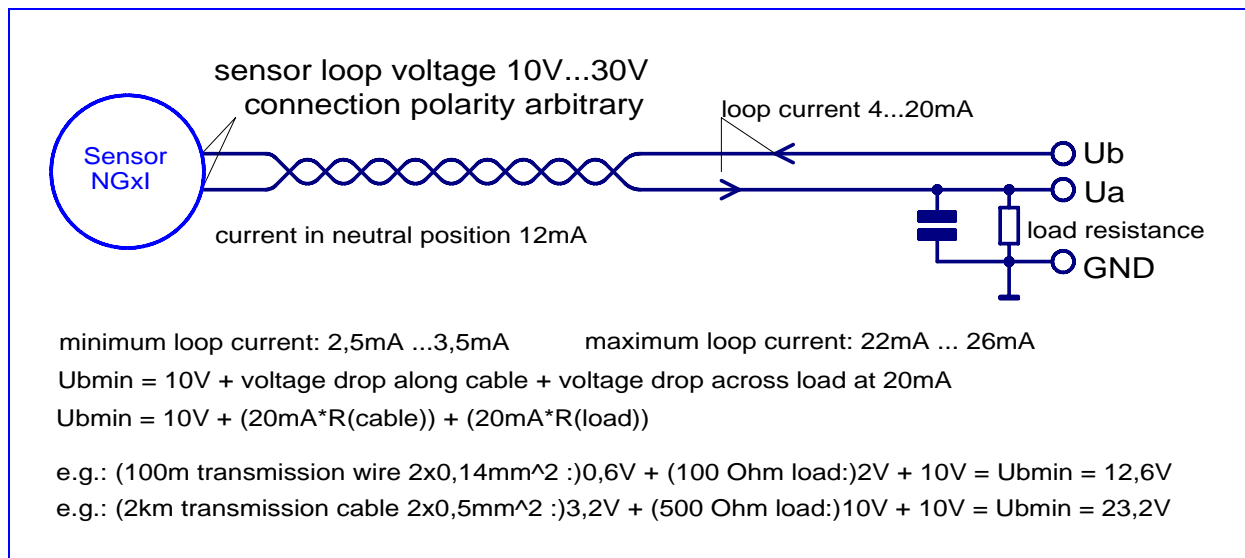 sensor loop voltage 10V...30V
connection polarity arbitrary
loop current 4...20mA
Sensor
NGxI
Ub
Ua
current in neutral position 12mA
load resistance
GND
minimum loop current: 2,5mA ...3,5mA
maximum loop current: 22mA ... 26mA
Ubmin = 10V + voltage drop along cable + voltage drop across load at 20mA
Ubmin = 10V + (20mA*R(cable)) + (20mA*R(load))
e.g.: (100m transmission wire 2x0,14mm^2 :)0,6V + (100 Ohm load:)2V + 10V = Ubmin = 12,6V
e.g.: (2km transmission cable 2x0,5mm^2 :)3,2V + (500 Ohm load:)10V + 10V = Ubmin = 23,2V